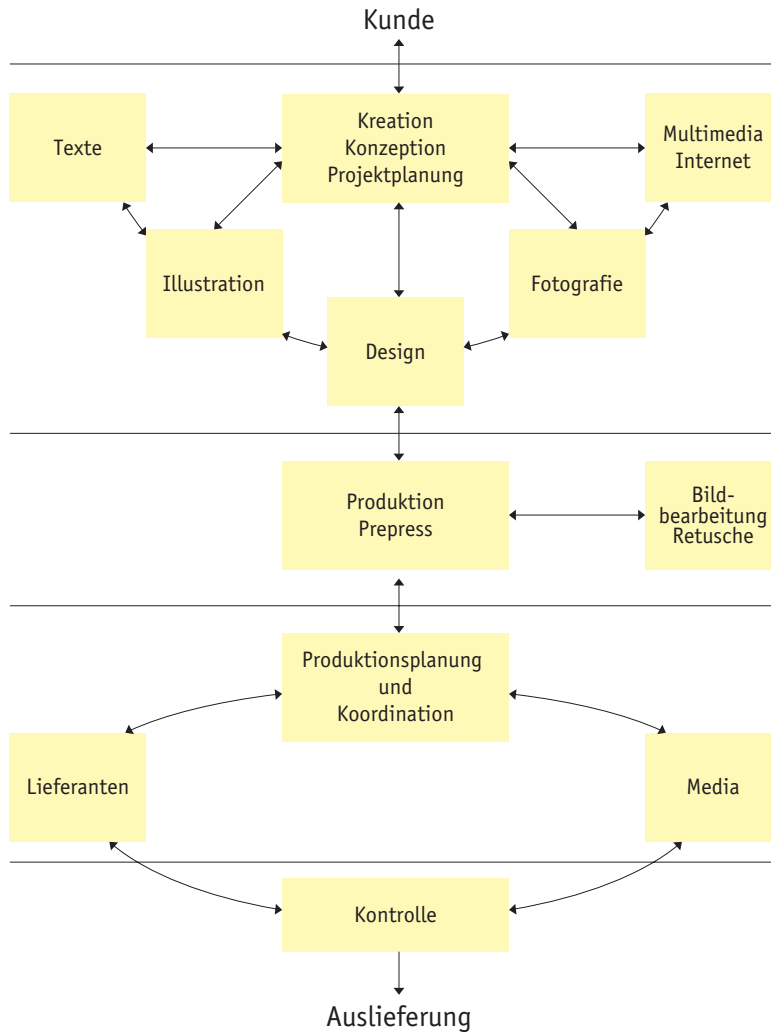 Kunde
Texte
Kreation
Konzeption
Projektplanung
Multimedia
Internet
Illustration
Fotografie
Design
Produktion
Prepress
Bild-
bearbeitung
Retusche
Produktionsplanung
und
Koordination
Lieferanten
Media
Kontrolle
Auslieferung